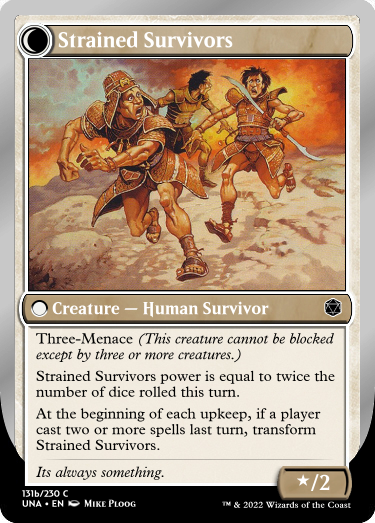 Strained Survivors
Creature — Human Survivor
Three-Menace (This creature cannot be blocked
except by three or more creatures.)
Strained Survivors power is equal to twice the
number of dice rolled this turn.
At the beginning of each upkeep, if a player
cast two or more spells last turn, transform
Strained Survivors.
Its always something.
★/2
131b/230 C
UNA • EN Mike Ploog
™ & 2022 Wizards of the Coast